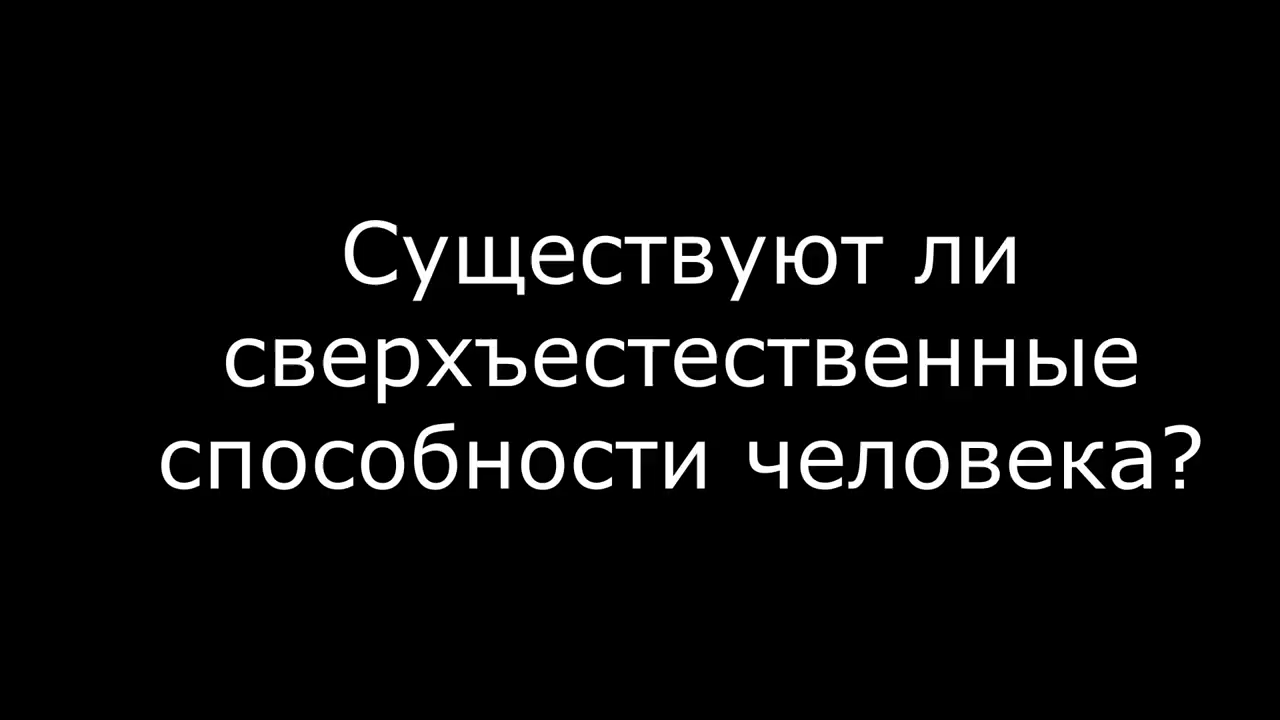 Существуют ли
сверхъестественные
способности человека?